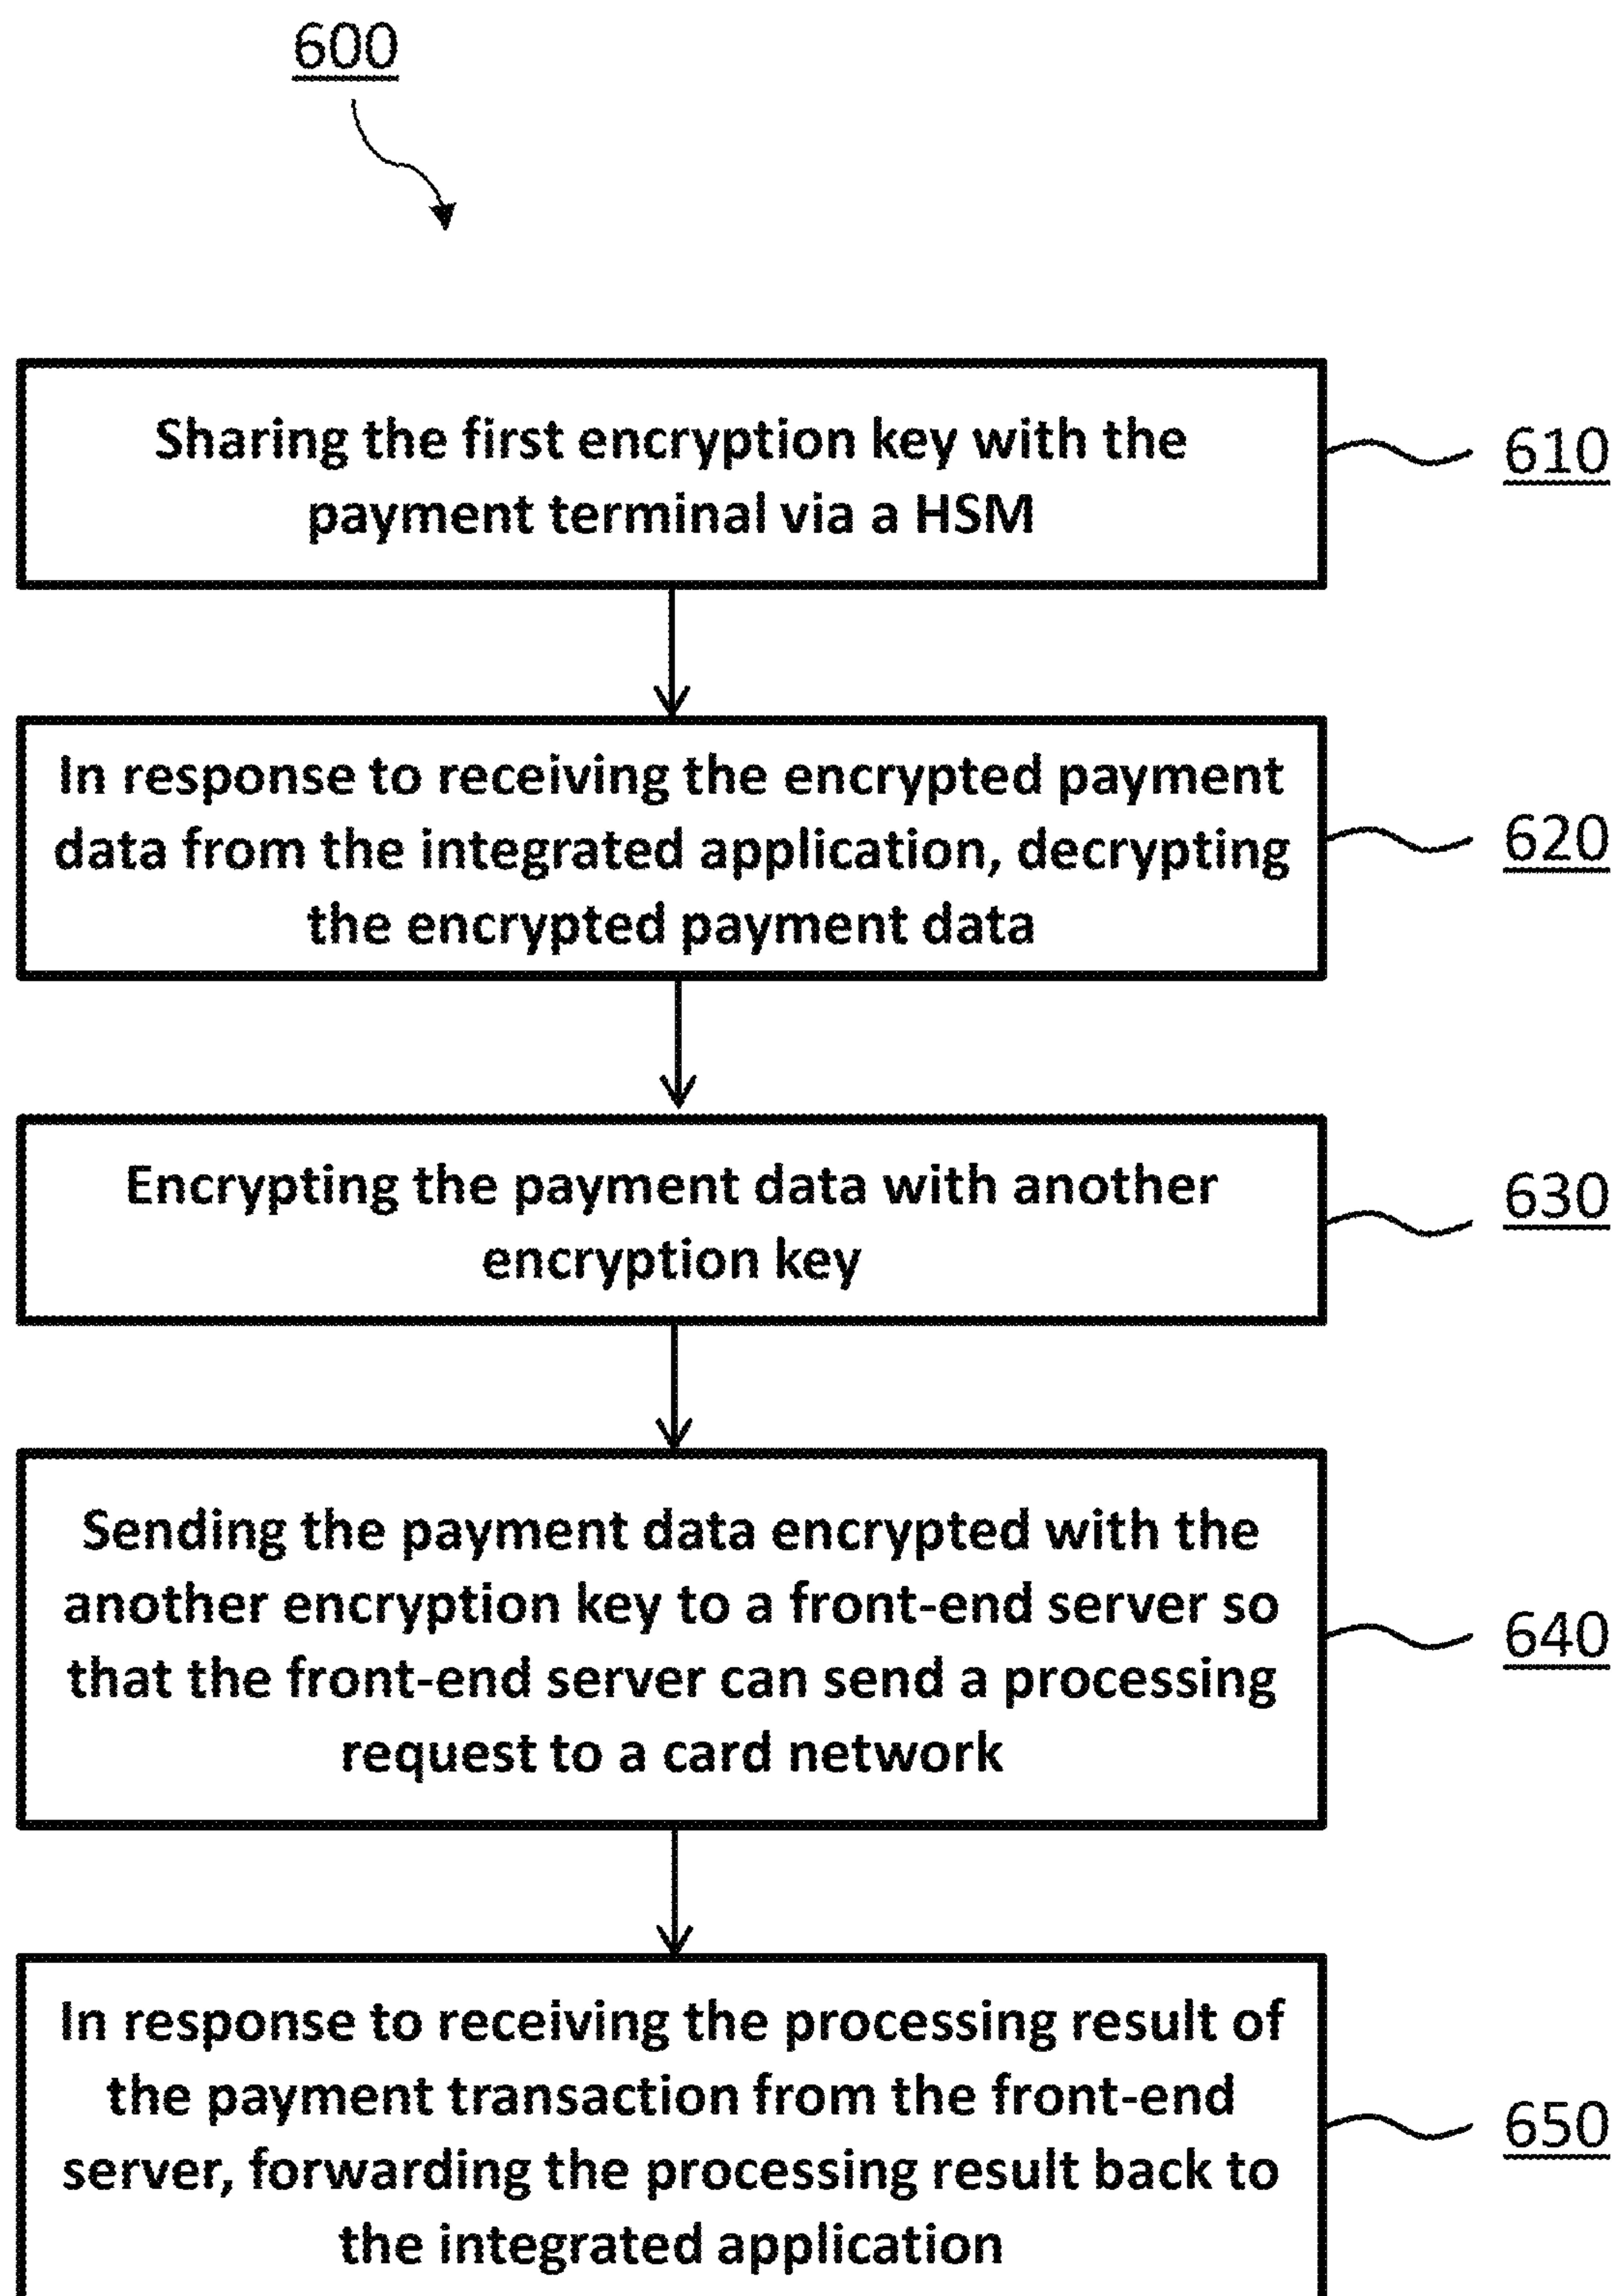 600
Sharing the first encryption key with the
payment terminal via a HSM
610
In response to receiving the encrypted payment
data from the integrated application, decrypting
the encrypted payment data
620
Encrypting the payment data with another
encryption key
630
Sending the payment data encrypted with the
another encryption key to a front-end server so
that the front-end server can send a processing
request to a card network
640
In response to receiving the processing result of
the payment transaction from the front-end
server, forwarding the processing result back to
the integrated application
650